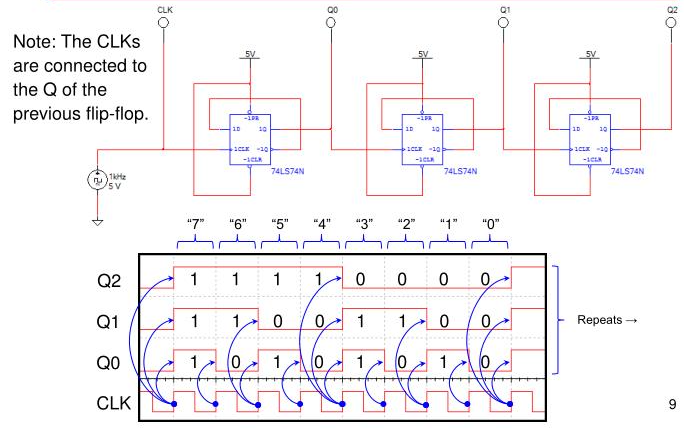 CLK Q0 Q1 Q2
Note: The CLKs
are connected to
the Q of the
previous flip-flop.
5V 5V 5V
~1PR ~1PR ~1PR
1D 1Q 1D 1Q 1D 1Q
1CLK ~1Q 1CLK ~1Q 1CLK ~1Q
~1CLR ~1CLR ~1CLR
74LS74N 74LS74N 74LS74N
1kHz
5 V
“7” “6” “5” “4” “3” “2” “1” “0”
Q2 1 1 1 1 0 0 0 0
Q1 1 1 0 0 1 1 0 0
Repeats →
Q0 1 0 1 0 1 0 1 0
CLK
9